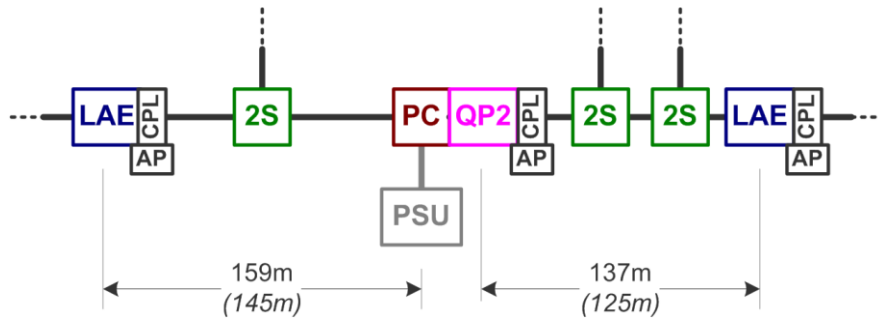 LAE
CPL
AP
2S
PC
QP2
CPL
AP
2S
2S
LAE
CPL
AP
PSU
159m
(145m)
137m
(125m)